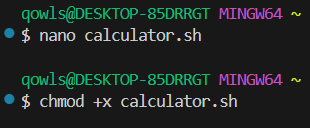 qowls@DESKTOP-85DRRGT MINGW64 ~
$ nano calculator.sh
qowls@DESKTOP-85DRRGT MINGW64 ~
$ chmod +x calculator.sh